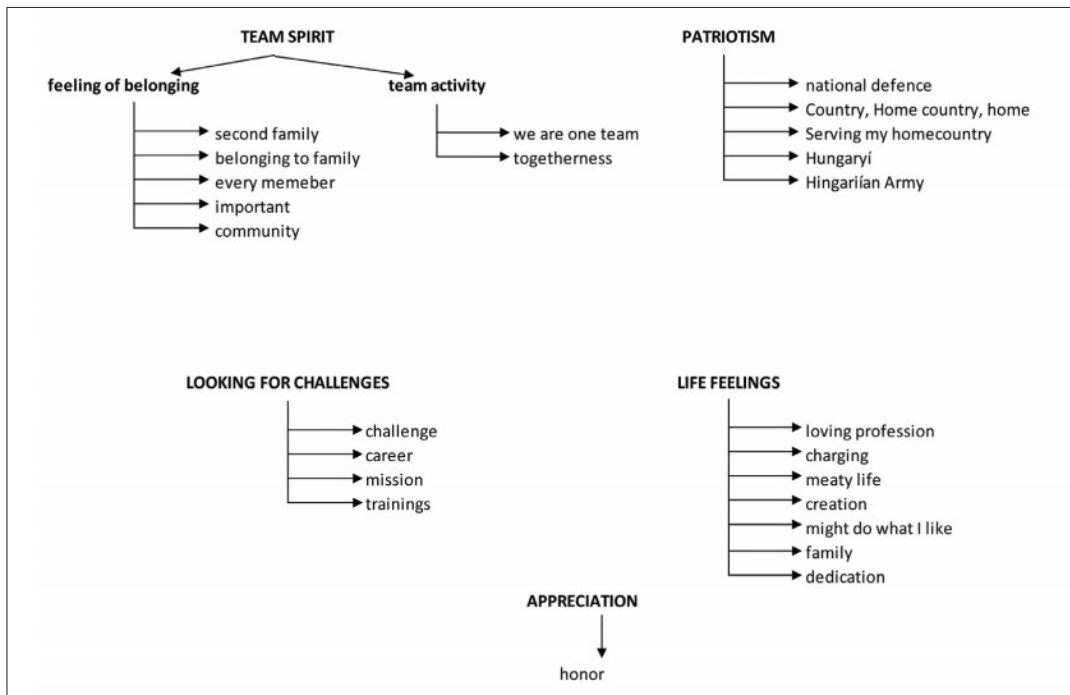 TEAM SPIRIT
feeling of belonging
second family
belonging to family
every memeber
important
community
team activity
we are one team
togetherness
PATRIOTISM
national defence
Country, Home country, home
Serving my homecountry
Hungaryí
Hingariían Army
LOOKING FOR CHALLENGES
challenge
career
mission
trainings
LIFE FEELINGS
loving profession
charging
meaty life
creation
might do what I like
family
dedication
APPRECIATION
honor